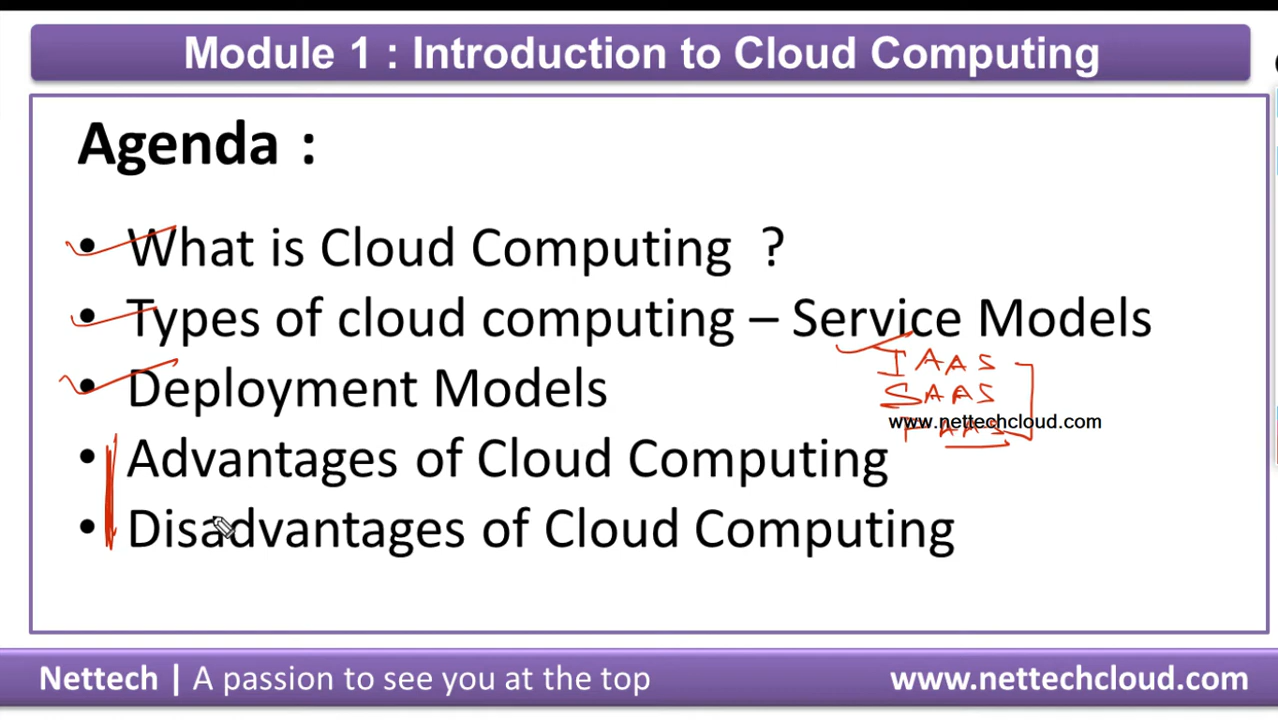 Module 1 : Introduction to Cloud Computing
Agenda :
• What is Cloud Computing ?
• Types of cloud computing – Service Models
IAAS
• Deployment Models
SAAS
www.nettechcloud.com
PAAS
• Advantages of Cloud Computing
• Disadvantages of Cloud Computing
Nettech | A passion to see you at the top
www.nettechcloud.com